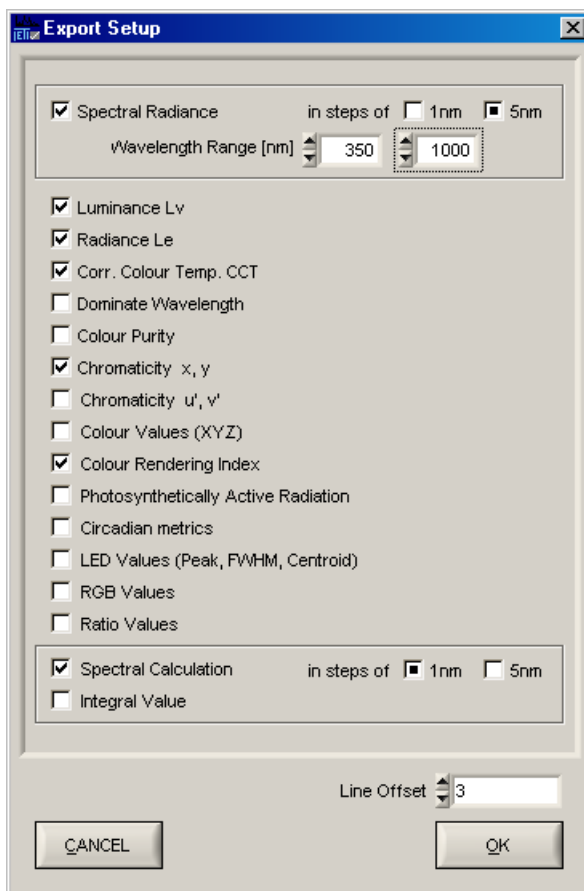 JETI Export Setup
Spectral Radiance in steps of 1nm 5nm
Wavelength Range [nm] 350 1000
Luminance Lv
Radiance Le
Corr. Colour Temp. CCT
Dominate Wavelength
Colour Purity
Chromaticity x, y
Chromaticity u', v'
Colour Values (XYZ)
Colour Rendering Index
Photosynthetically Active Radiation
Circadian metrics
LED Values (Peak, FWHM, Centroid)
RGB Values
Ratio Values
Spectral Calculation in steps of 1nm 5nm
Integral Value
Line Offset 3
CANCEL OK